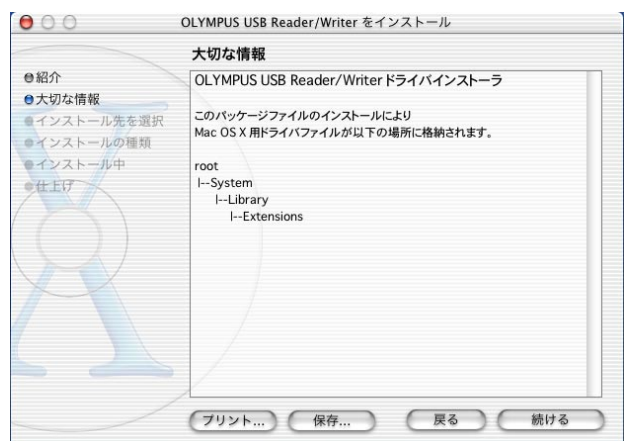 OLYMPUS USB Reader/Writer をインストール
大切な情報
紹介
大切な情報
インストール先を選択
インストールの種類
インストール中
仕上げ
OLYMPUS USB Reader/Writer ドライバインストーラ
このパッケージファイルのインストールにより
Mac OS X 用ドライバファイルが以下の場所に格納されます。
root
|--System
|--Library
|--Extensions
プリント... 保存... 戻る 続ける